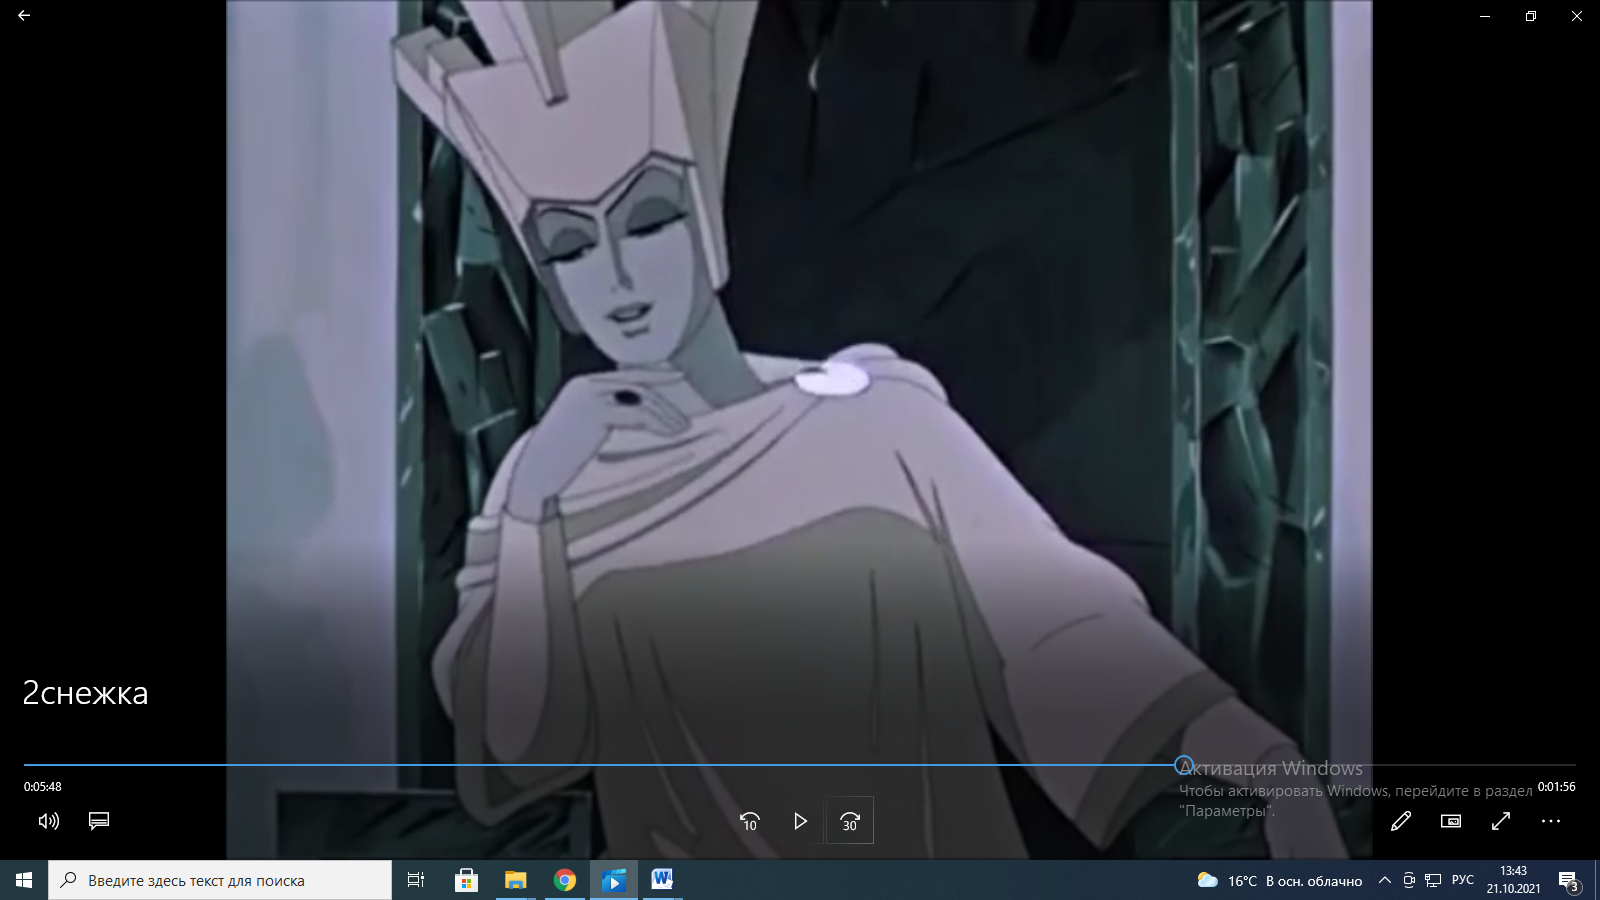 2снежка
0:05:48
0:01:56
Активация Windows
Чтобы активировать Windows, перейдите в раздел
"Параметры".
10
30
Введите здесь текст для поиска
16°C В осн. облачно
РУС
13:43
21.10.2021
3